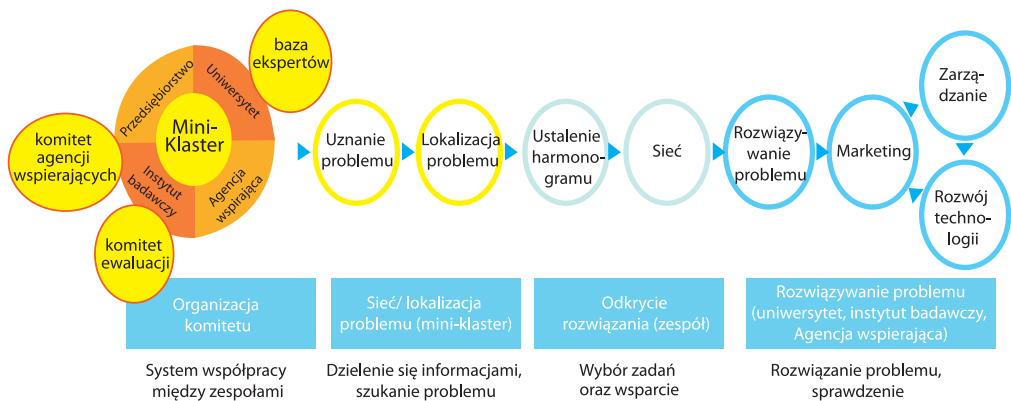 baza
ekspertów
Przedsiębiorstwo
Uniwersytet
Mini-
Klaster
komitet
agencji
wspierających
Instytut
badawczy
Agencja
wspirająca
komitet
ewaluacji
Uznanie
problemu
Lokalizacja
problemu
Ustalenie
harmono-
gramu
Sieć
Rozwiązy-
wanie
problemu
Marketing
Zarzą-
dzanie
Rozwój
techno-
logii
Organizacja
komitetu
Sieć/ lokalizacja
problemu (mini-klaster)
Odkrycie
rozwiązania (zespół)
Rozwiązywanie problemu
(uniwersytet, instytut badawczy,
Agencja wspierająca)
System współpracy
między zespołami
Dzielenie się informacjami,
szukanie problemu
Wybór zadań
oraz wsparcie
Rozwiązanie problemu,
sprawdzenie